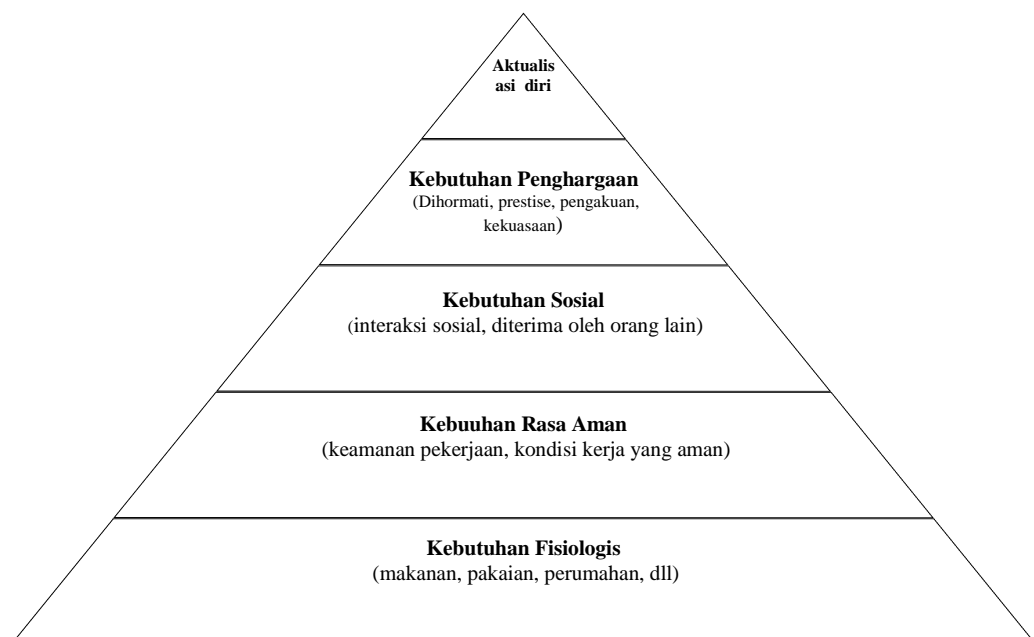 Aktualis
asi diri
Kebutuhan Penghargaan
(Dihormati, prestise, pengakuan,
kekuasaan)
Kebutuhan Sosial
(interaksi sosial, diterima oleh orang lain)
Kebuuhan Rasa Aman
(keamanan pekerjaan, kondisi kerja yang aman)
Kebutuhan Fisiologis
(makanan, pakaian, perumahan, dll)